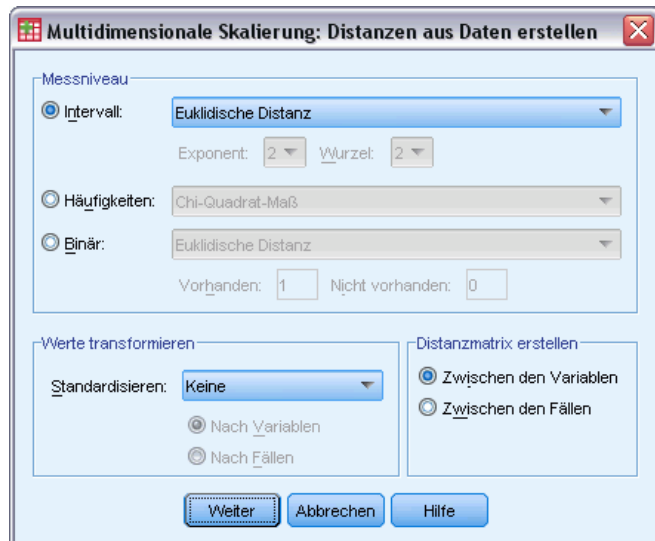 Multidimensionale Skalierung: Distanzen aus Daten erstellen
Messniveau
Intervall: Euklidische Distanz
Exponent: 2 Wurzel: 2
Häufigkeiten: Chi-Quadrat-Maß
Binär: Euklidische Distanz
Vorhanden: 1 Nicht vorhanden: 0
Werte transformieren
Standardisieren: Keine
Nach Variablen
Nach Fällen
Distanzmatrix erstellen
Zwischen den Variablen
Zwischen den Fällen
Weiter Abbrechen Hilfe